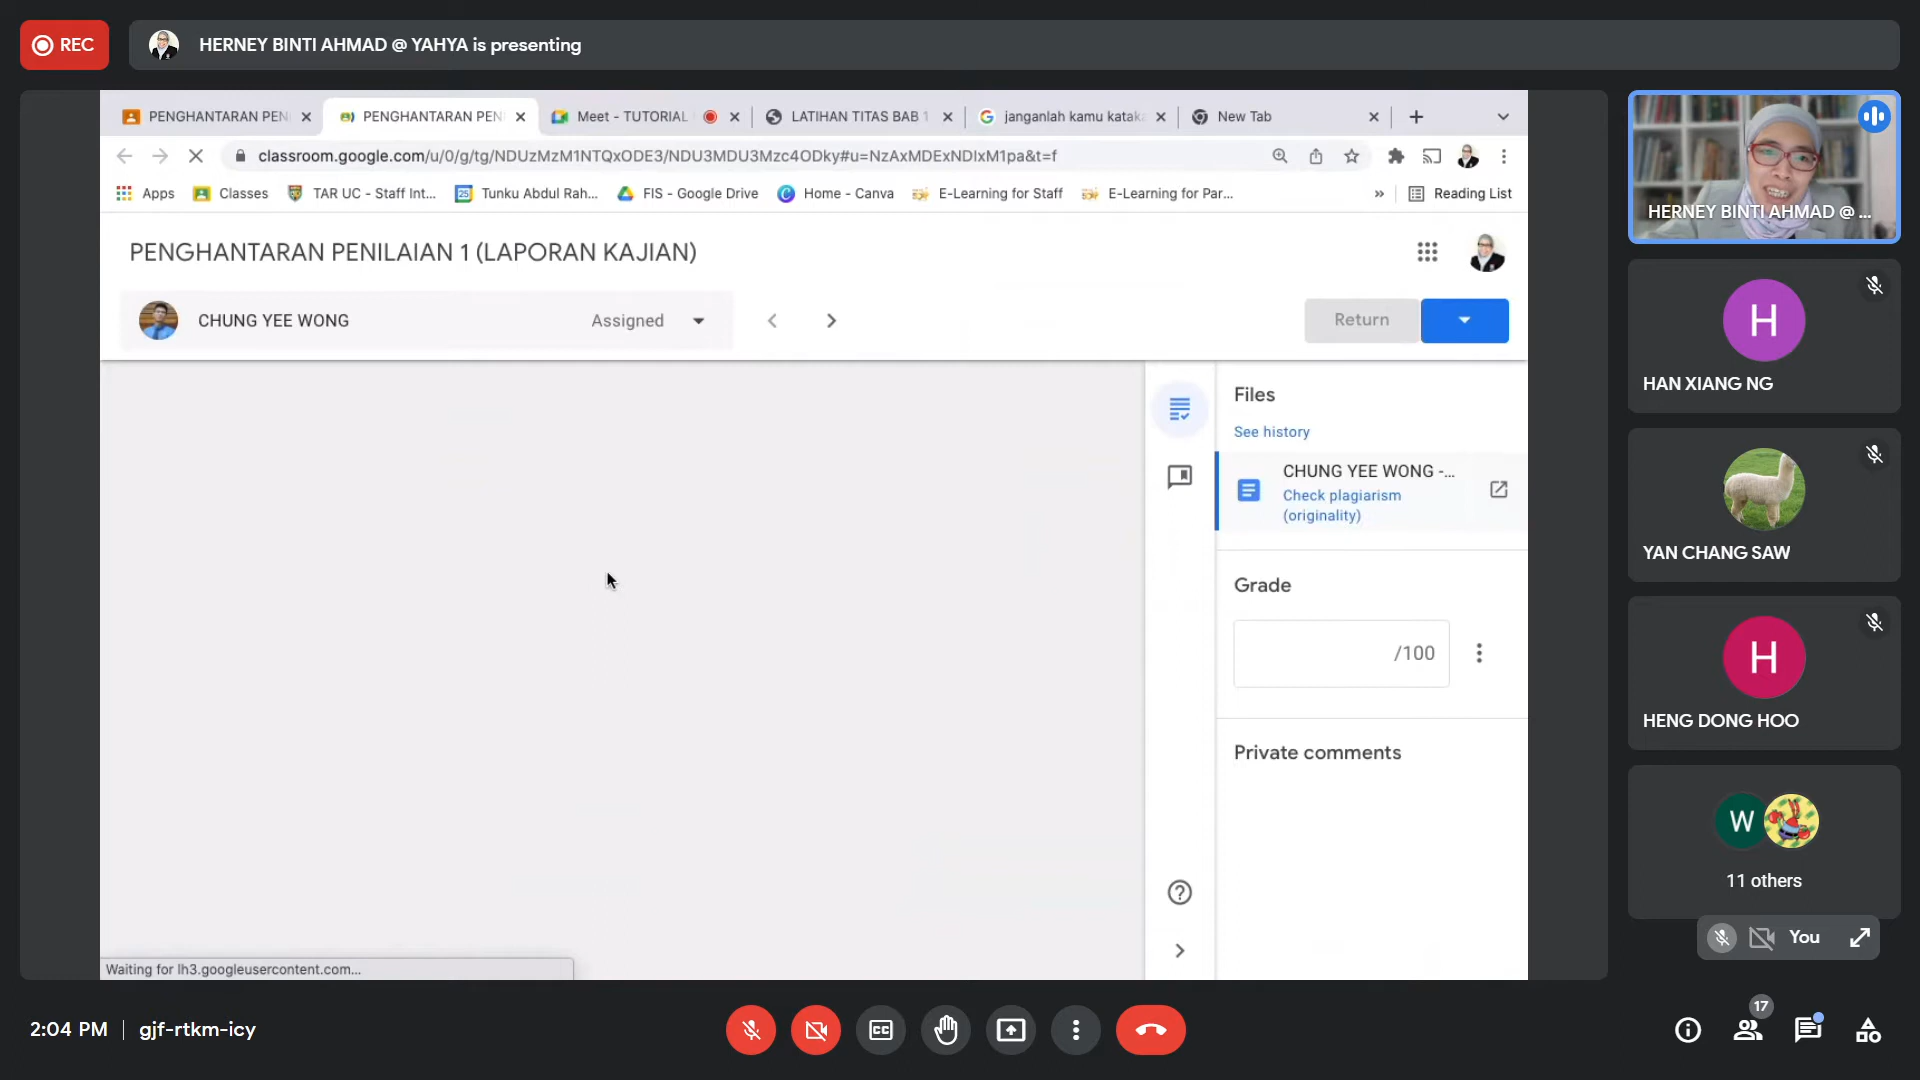 REC
HERNEY BINTI AHMAD @ YAHYA is presenting
PENGHANTARAN PEN
PENGHANTARAN PEN
Meet - TUTORIAL
LATIHAN TITAS BAB 1
janganlah kamu kataka
New Tab
classroom.google.com/u/0/g/tg/NDUzMzM1NTQxODE3/NDU3MDU3Mzc4ODky#u=NzAxMDExNDIxM1pa&t=f
Apps
Classes
TAR UC - Staff Int...
Tunku Abdul Rah...
FIS - Google Drive
Home - Canva
E-Learning for Staff
E-Learning for Par...
»
Reading List
PENGHANTARAN PENILAIAN 1 (LAPORAN KAJIAN)
CHUNG YEE WONG
Assigned
Return
Files
See history
CHUNG YEE WONG -...
Check plagiarism
(originality)
Grade
/100
Private comments
Waiting for lh3.googleusercontent.com...
HERNEY BINTI AHMAD @ ...
H
HAN XIANG NG
YAN CHANG SAW
H
HENG DONG HOO
W
11 others
You
2:04 PM
gjf-rtkm-icy
CC
17